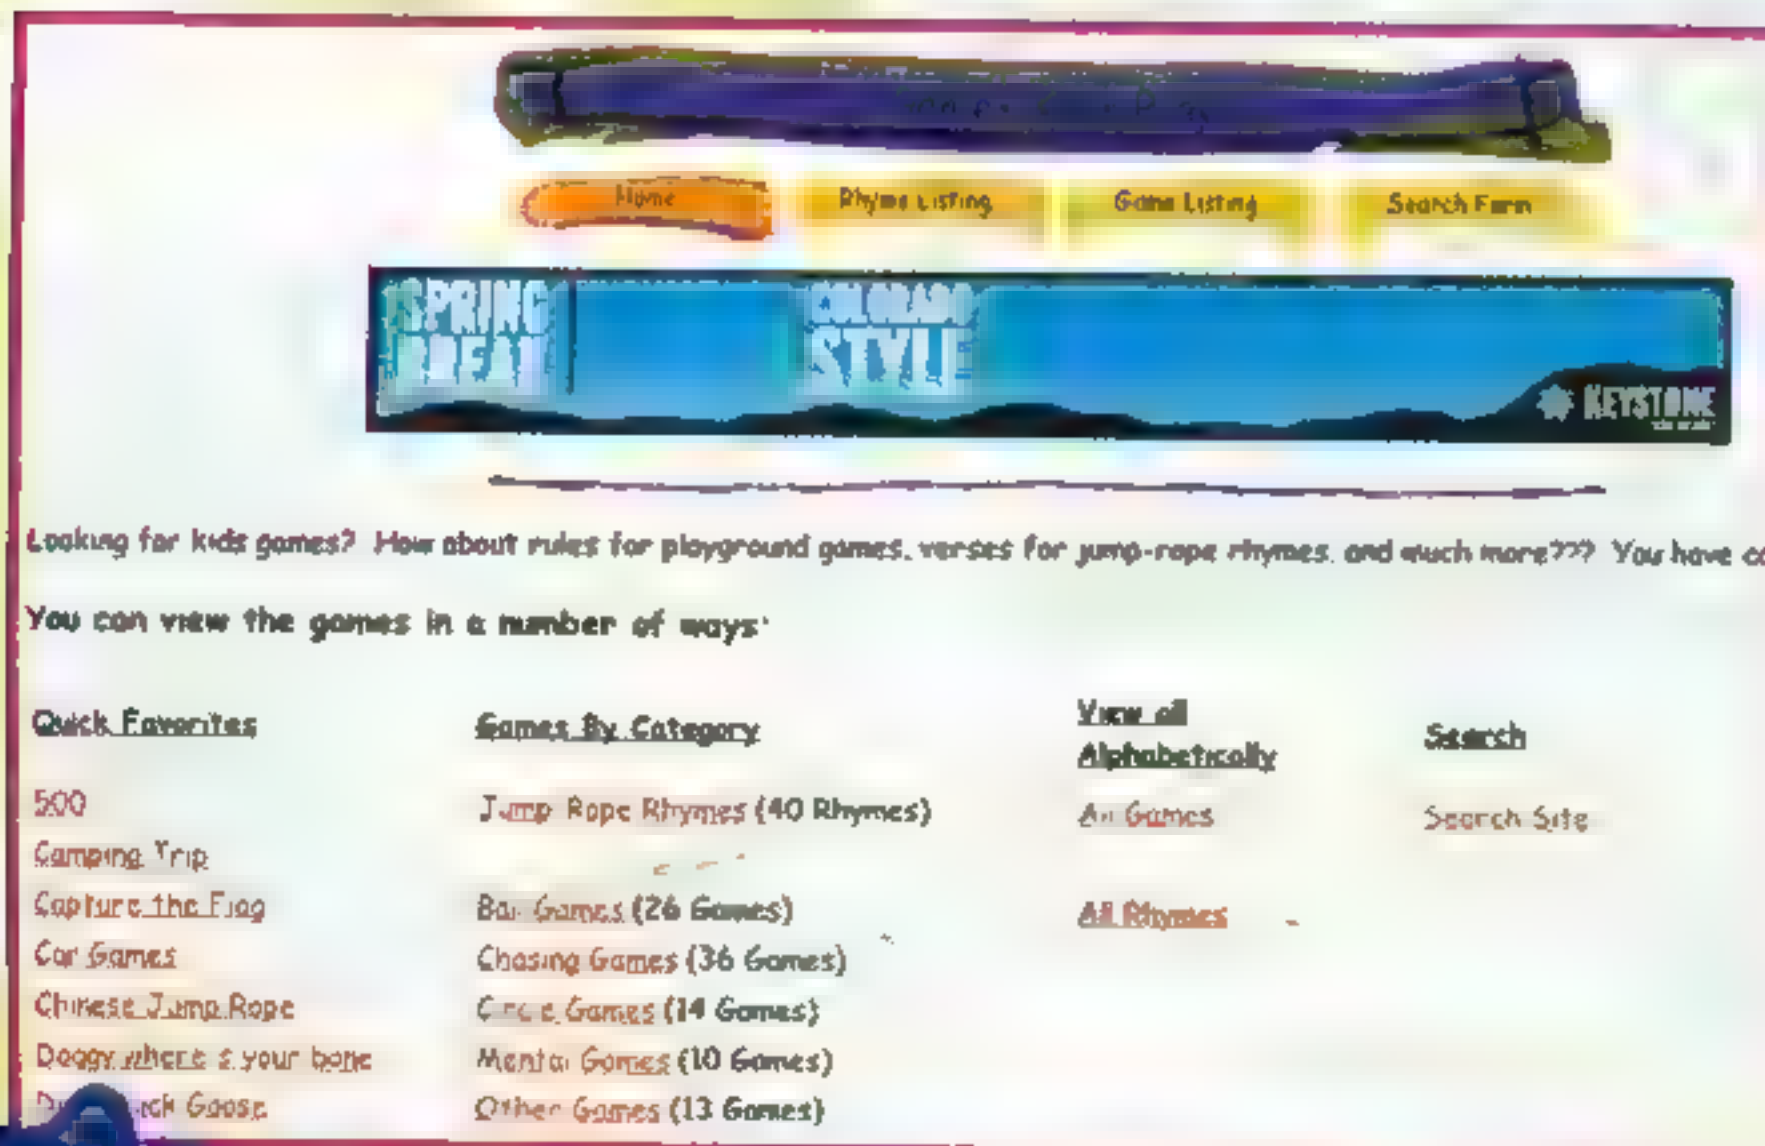 Home
Rhyme Listing
Game Listing
Search Form
SPRING
BREAK
COLORADO
STYLE
KEYSTONE
Looking for kids games? How about rules for playground games, verses for jump-rope rhymes, and much more??? You have
You can view the games in a number of ways:
Quick Favorites
500
Camping Trip
Capture the Flag
Car Games
Chinese Jump Rope
Doggy where's your bone
Goose
Games By Category
Jump Rope Rhymes (40 Rhymes)
Ball Games (26 Games)
Chasing Games (36 Games)
Circle Games (14 Games)
Mental Games (10 Games)
Other Games (13 Games)
View all
Alphabetically
All Games
All Rhymes
Search
Search Site